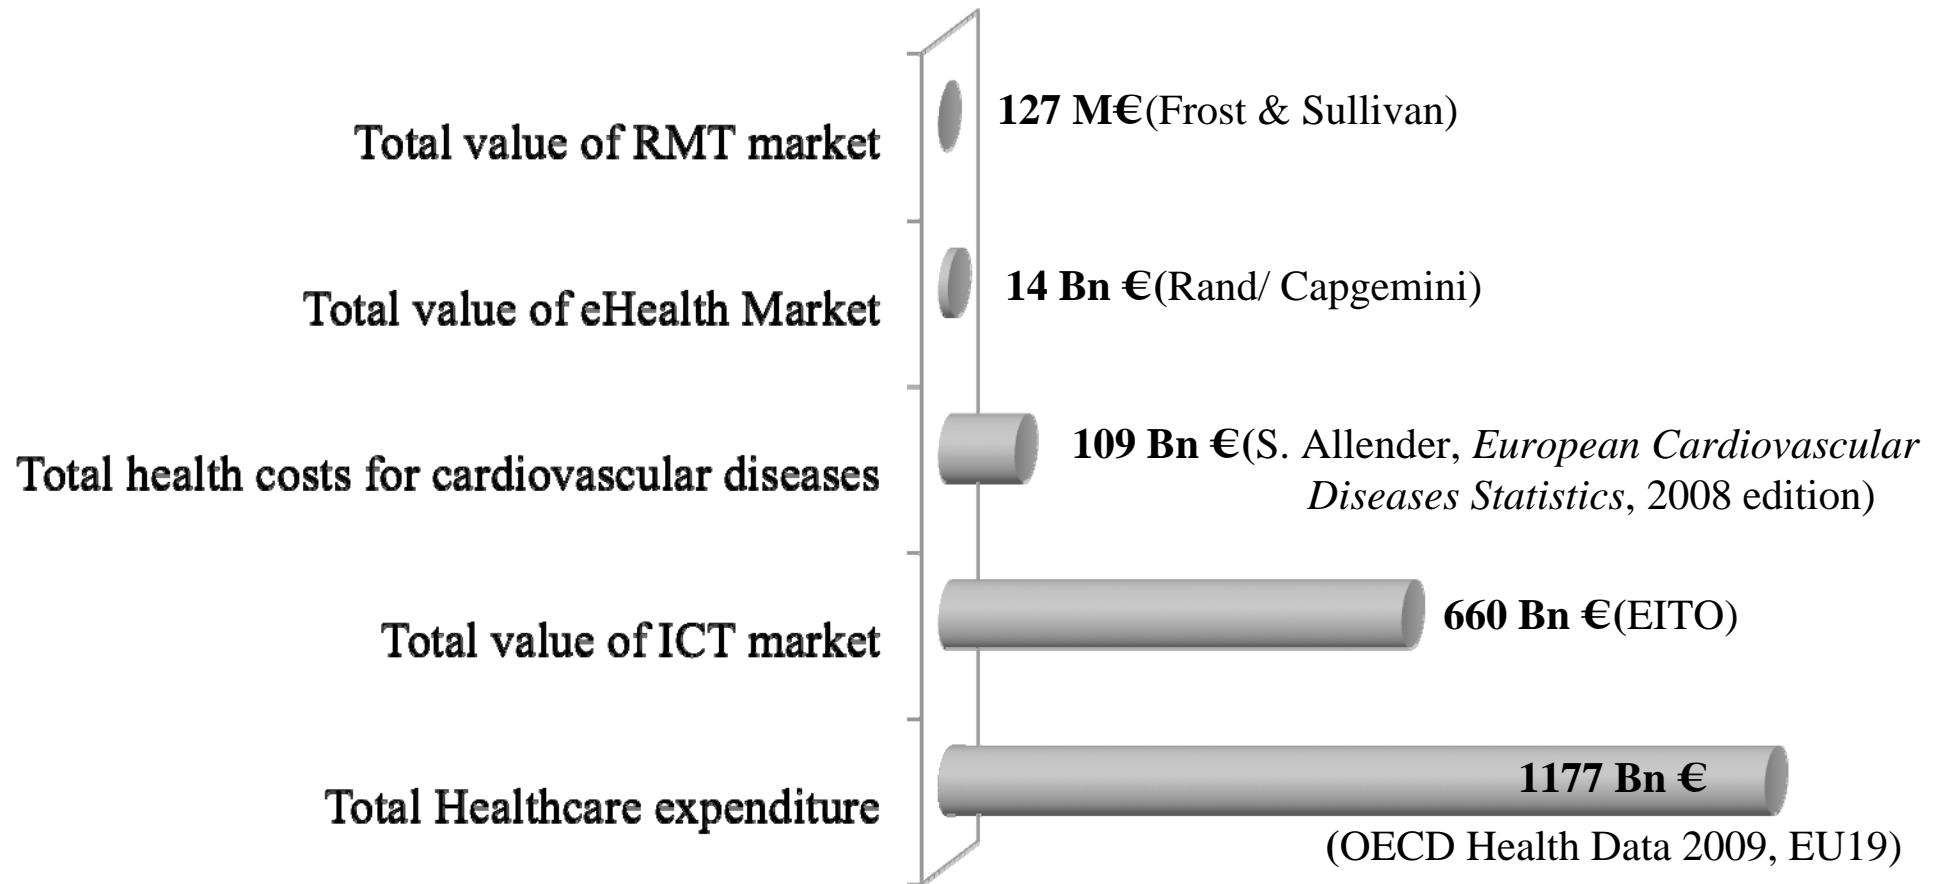 Total value of RMT market
127 M€(Frost & Sullivan)
Total value of eHealth Market
14 Bn €(Rand/ Capgemini)
Total health costs for cardiovascular diseases
109 Bn €(S. Allender, European Cardiovascular
Diseases Statistics, 2008 edition)
Total value of ICT market
660 Bn €(EITO)
Total Healthcare expenditure
1177 Bn €
(OECD Health Data 2009, EU19)